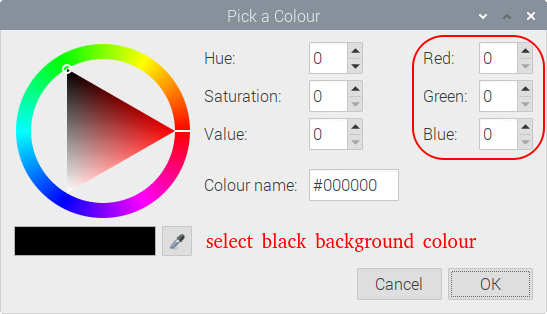 Pick a Colour
Hue: 0 Red: 0
Saturation: 0 Green: 0
Value: 0 Blue: 0
Colour name: #000000
select black background colour
Cancel OK